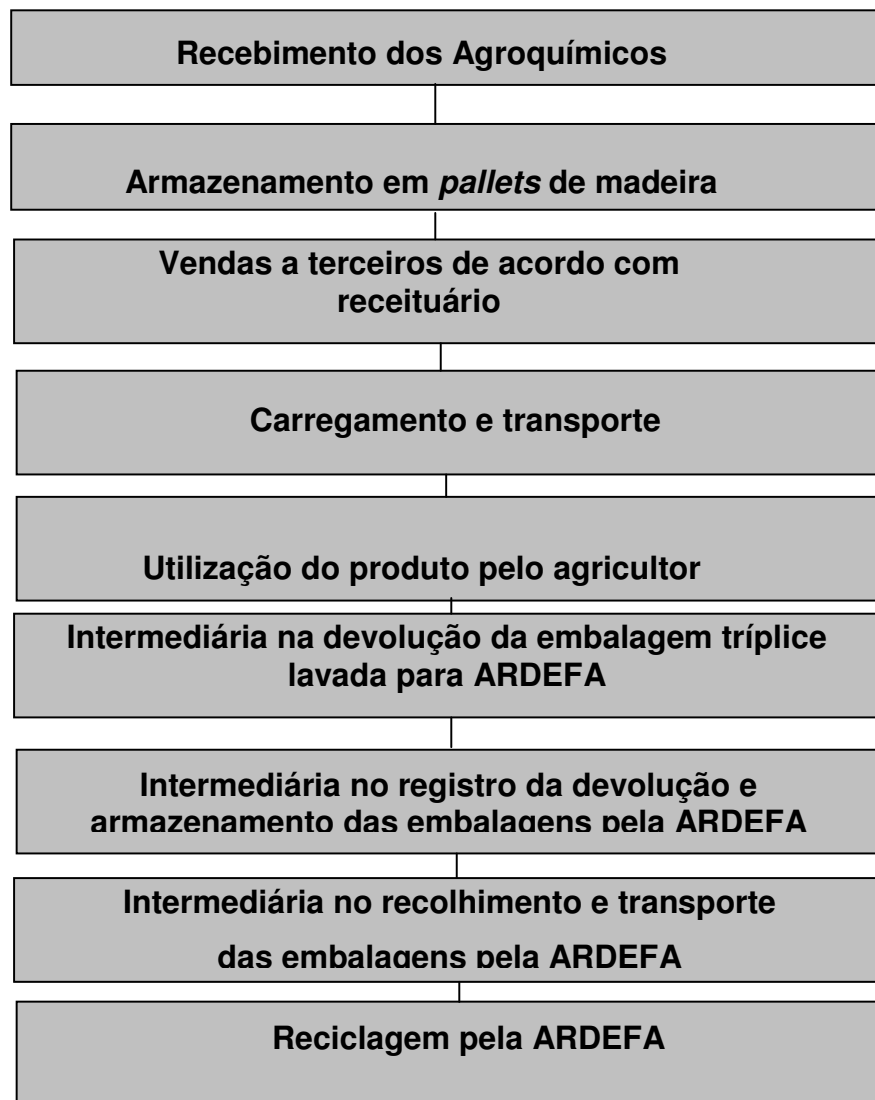 Recebimento dos Agroquímicos
Armazenamento em pallets de madeira
Vendas a terceiros de acordo com
receituário
Carregamento e transporte
Utilização do produto pelo agricultor
Intermediária na devolução da embalagem tríplice
lavada para ARDEFA
Intermediária no registro da devolução e
armazenamento das embalagens pela ARDEFA
Intermediária no recolhimento e transporte
das embalagens pela ARDEFA
Reciclagem pela ARDEFA